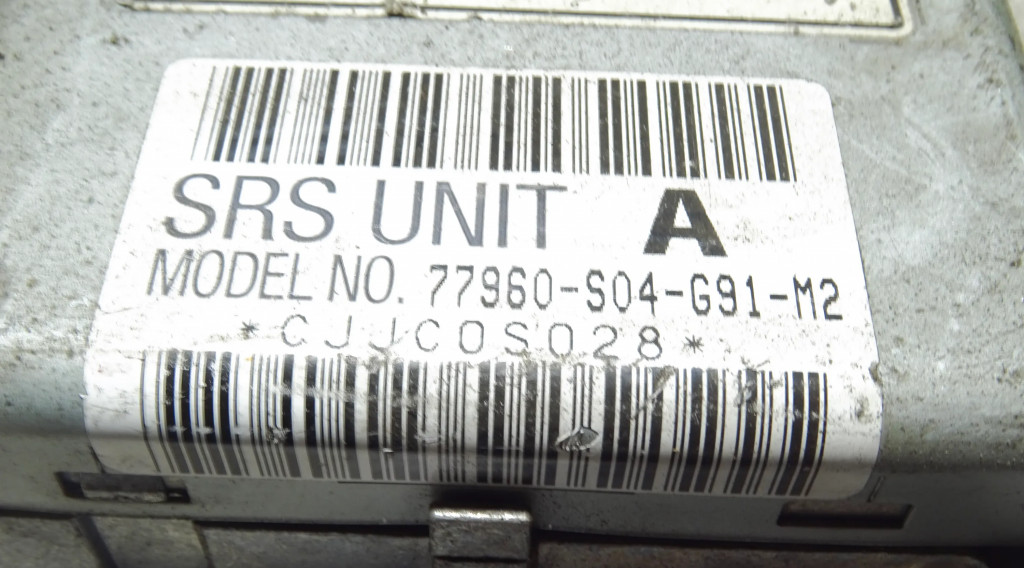 SRS UNIT A
MODEL NO. 77960-S04-G91-M2
*CJJC0S028*